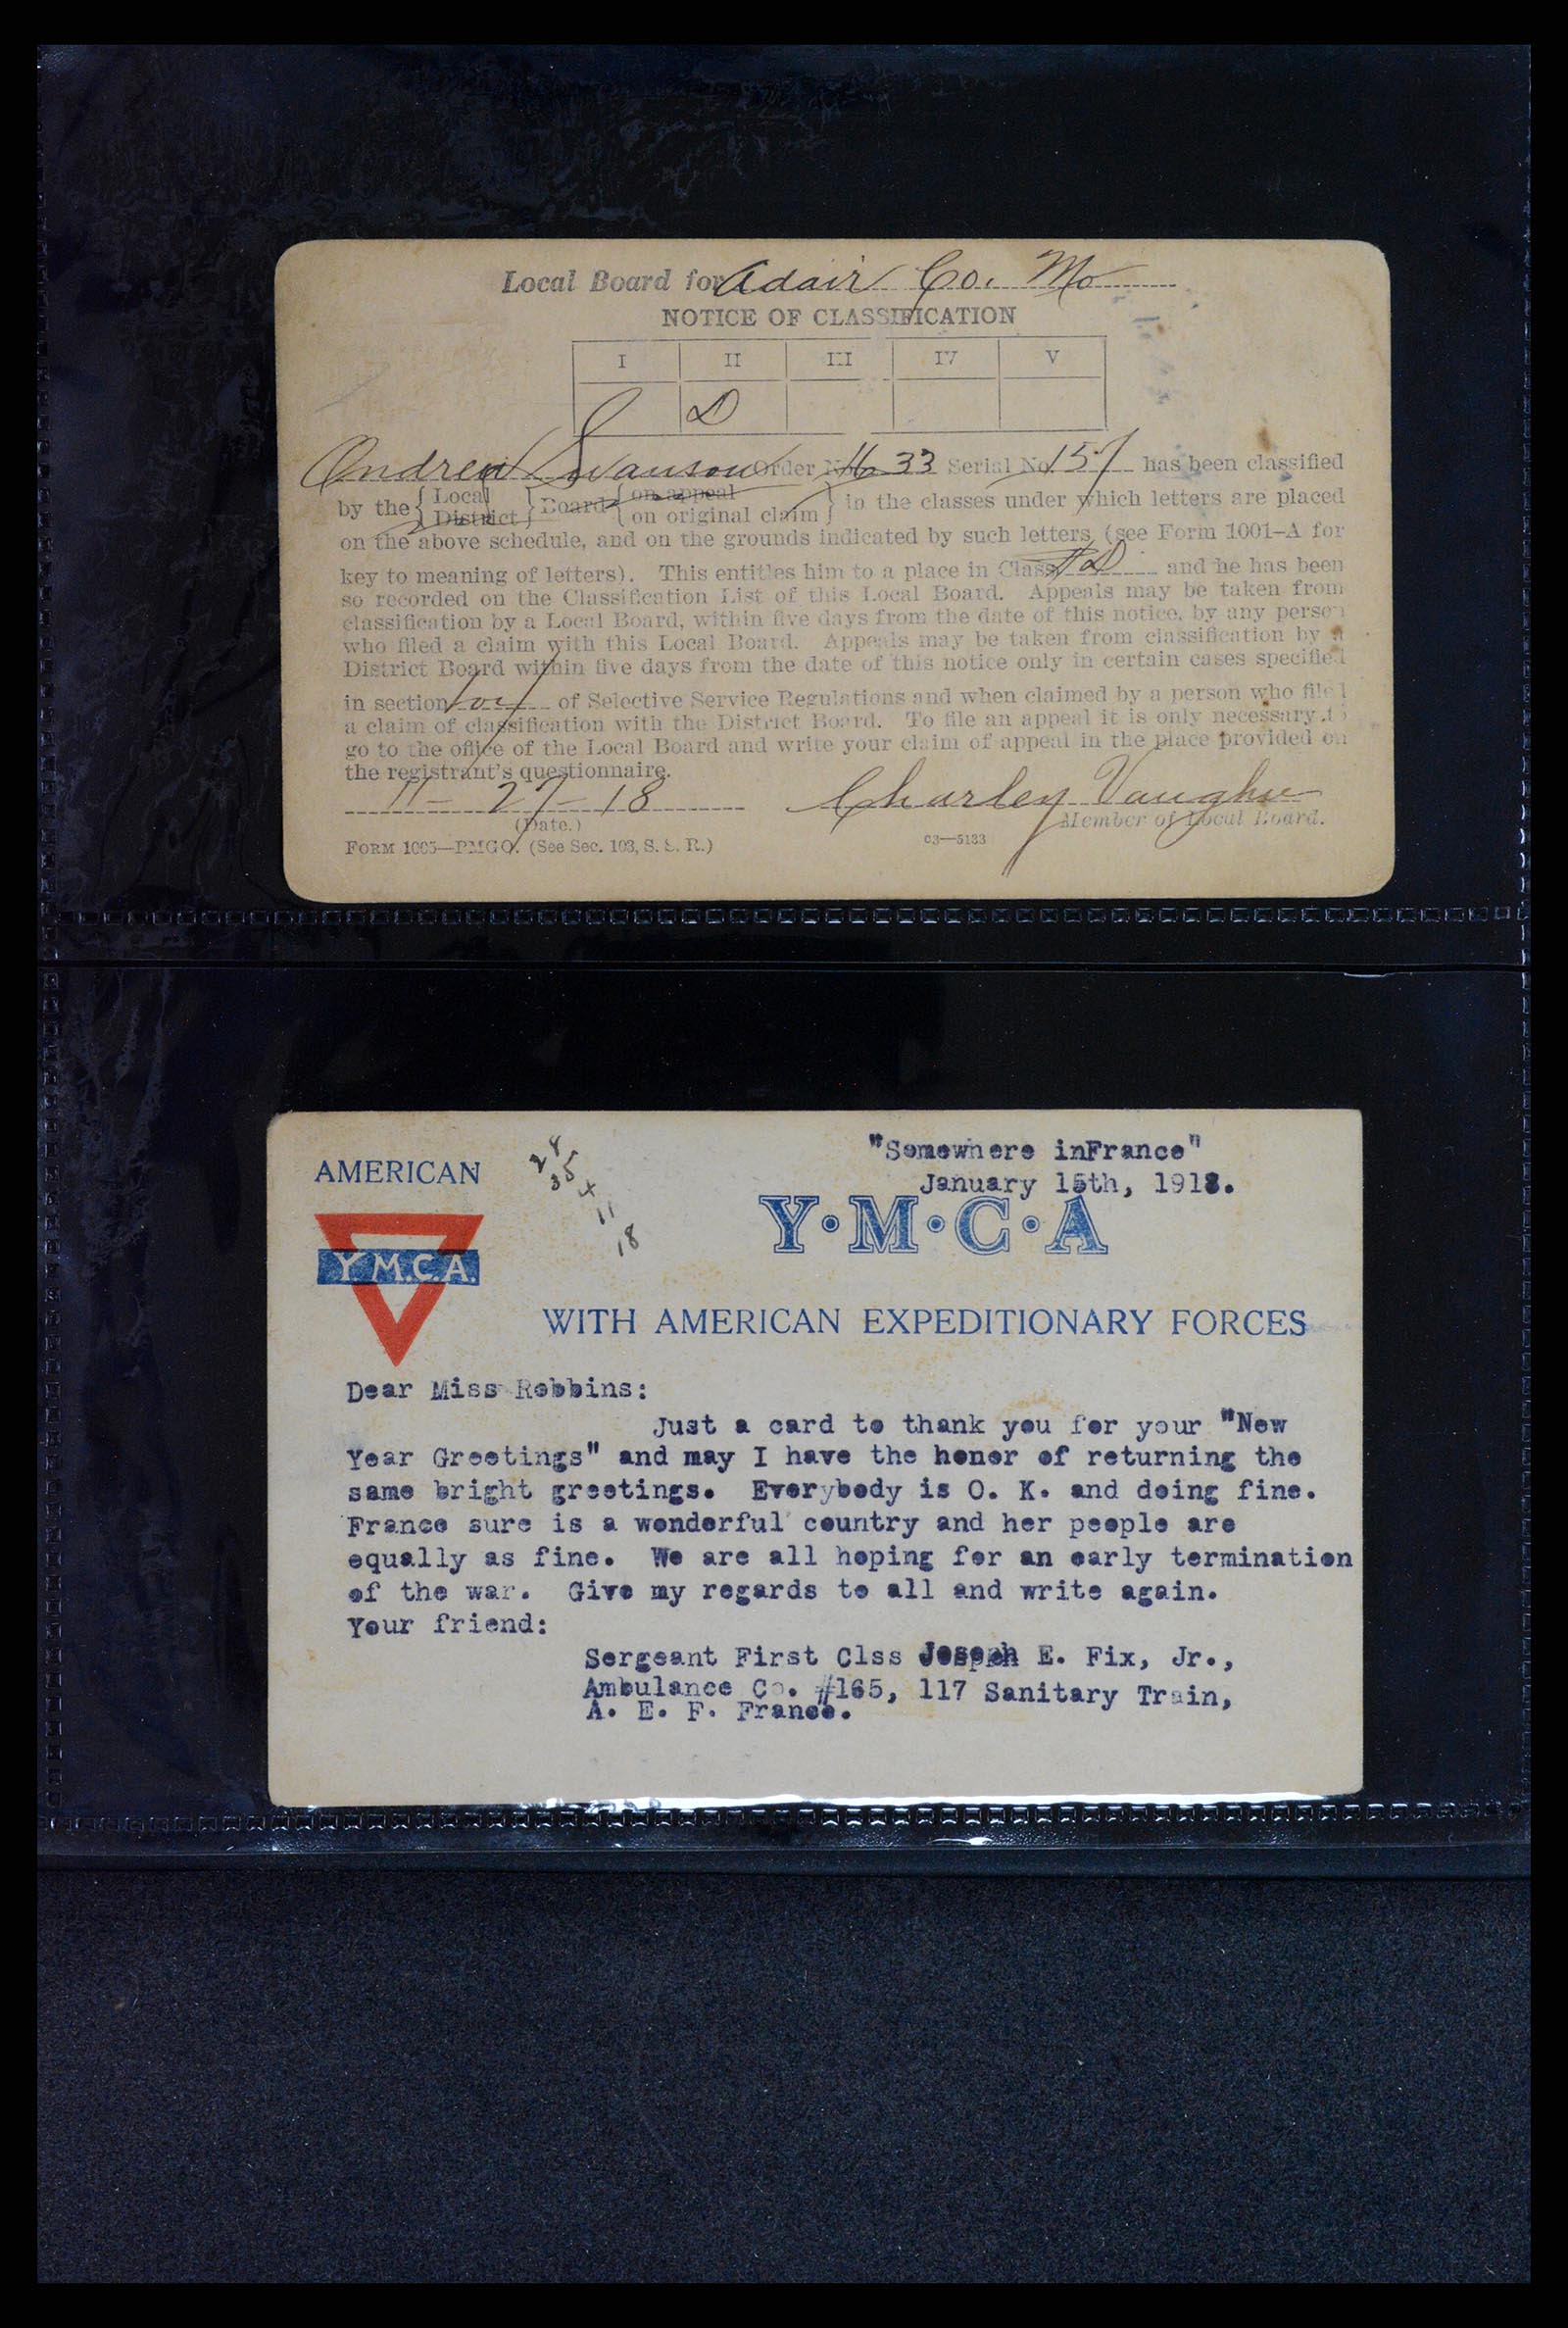 Local Board for Adair Co. Mo
NOTICE OF CLASSIFICATION
I II III IV V
D
Andrew Swanson Order No. 1633 Serial No. 157 has been classified
by the { Local District } Board { on appeal on original claim } in the classes under which letters are placed
on the above schedule, and on the grounds indicated by such letters (see Form 1001–A for
key to meaning of letters). This entitles him to a place in Class D and he has been
so recorded on the Classification List of this Local Board. Appeals may be taken from
classification by a Local Board, within five days from the date of this notice, by any person
who filed a claim with this Local Board. Appeals may be taken from classification by a
District Board within five days from the date of this notice only in certain cases specified
in section of Selective Service Regulations and when claimed by a person who filed
a claim of classification with the District Board. To file an appeal it is only necessary to
go to the office of the Local Board and write your claim of appeal in the place provided on
the registrant's questionnaire.
11–27–18 Charley Vaughn
(Date.) Member of Local Board.
FORM 1005—PMGO. (See Sec. 103, S. S. R.) c3—5133
"Somewhere inFrance"
January 15th, 1918.
AMERICAN
24
35
4
11
18
Y·M·C·A
Y.M.C.A.
WITH AMERICAN EXPEDITIONARY FORCES
Dear Miss Robbins:
Just a card to thank you for your "New
Year Greetings" and may I have the honor of returning the
same bright greetings. Everybody is O. K. and doing fine.
France sure is a wonderful country and her people are
equally as fine. We are all hoping for an early termination
of the war. Give my regards to all and write again.
Your friend:
Sergeant First Clss Joseph E. Fix, Jr.,
Ambulance Co. #165, 117 Sanitary Train,
A. E. F. France.